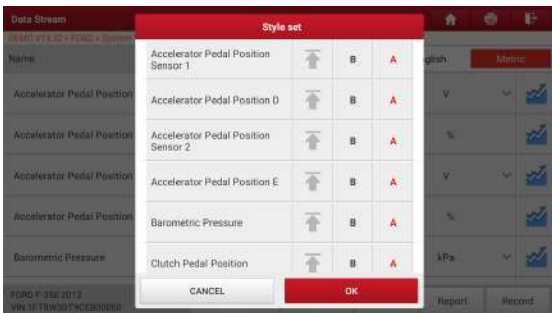 Data Stream
Style set
Name
English
Metric
Accelerator Pedal Position
Sensor 1
B
A
Accelerator Pedal Position
V
Accelerator Pedal Position D
B
A
Accelerator Pedal Position
%
Accelerator Pedal Position
Sensor 2
B
A
Accelerator Pedal Position
V
Accelerator Pedal Position E
B
A
Accelerator Pedal Position
%
Barometric Pressure
B
A
Barometric Pressure
kPa
Clutch Pedal Position
B
A
CANCEL
OK
FORD F-350 2012
Report
Record